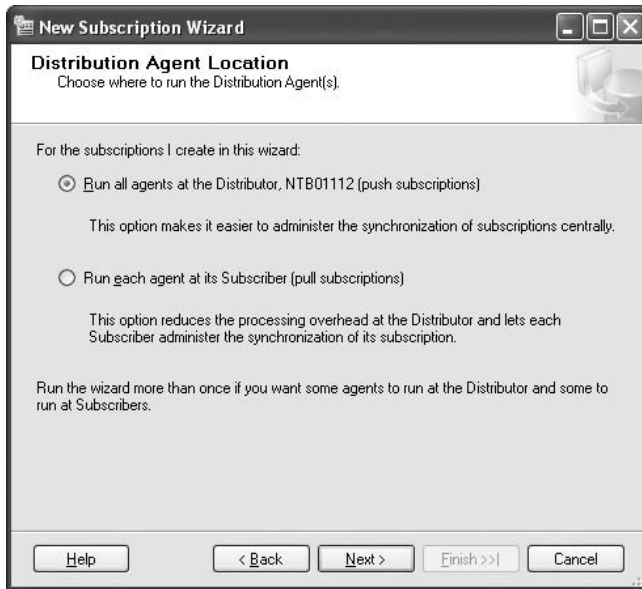 New Subscription Wizard
Distribution Agent Location
Choose where to run the Distribution Agent(s).
For the subscriptions I create in this wizard:
Run all agents at the Distributor, NTB01112 (push subscriptions)
This option makes it easier to administer the synchronization of subscriptions centrally.
Run each agent at its Subscriber (pull subscriptions)
This option reduces the processing overhead at the Distributor and lets each
Subscriber administer the synchronization of its subscription.
Run the wizard more than once if you want some agents to run at the Distributor and some to
run at Subscribers.
Help < Back Next > Finish >>| Cancel